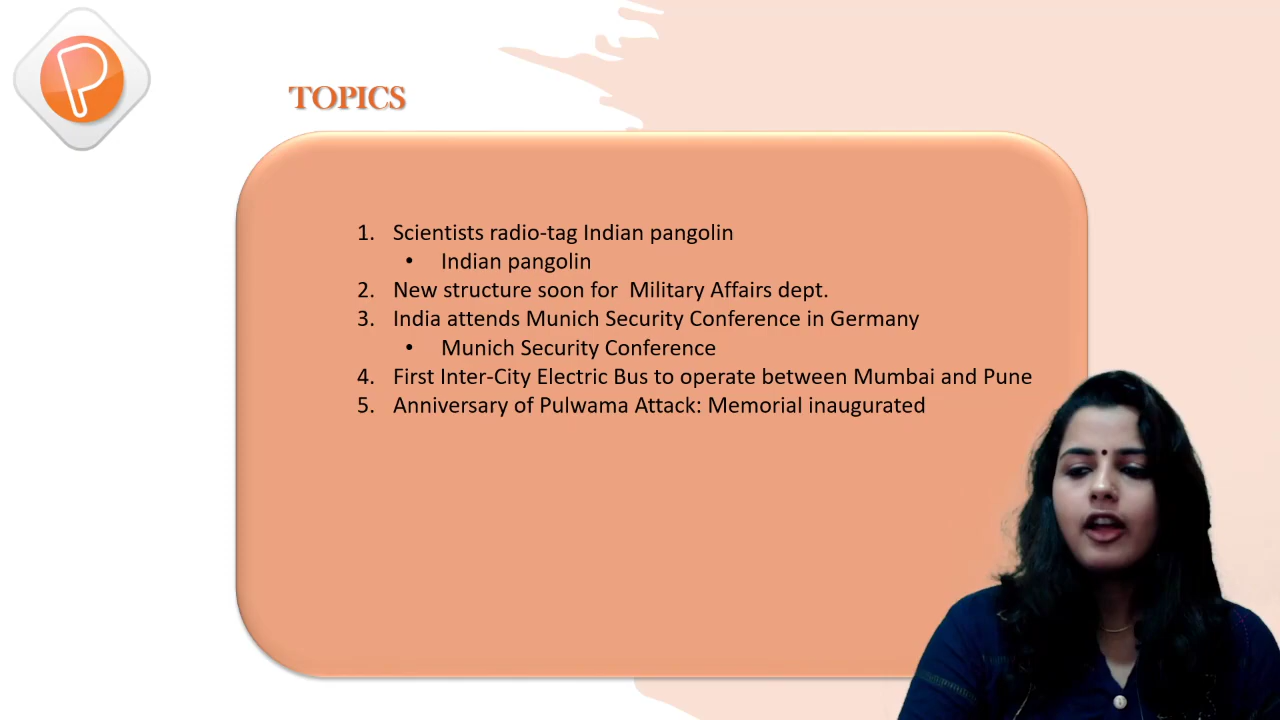 TOPICS
1. Scientists radio-tag Indian pangolin
• Indian pangolin
2. New structure soon for  Military Affairs dept.
3. India attends Munich Security Conference in Germany
• Munich Security Conference
4. First Inter-City Electric Bus to operate between Mumbai and Pune
5. Anniversary of Pulwama Attack: Memorial inaugurated